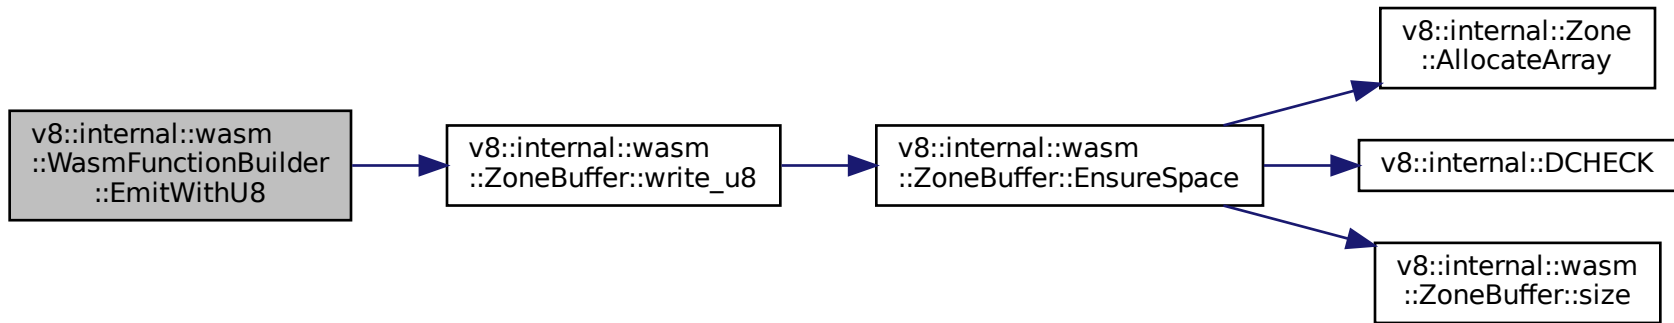 v8::internal::wasm
::WasmFunctionBuilder
::EmitWithU8
v8::internal::wasm
::ZoneBuffer::write_u8
v8::internal::wasm
::ZoneBuffer::EnsureSpace
v8::internal::Zone
::AllocateArray
v8::internal::DCHECK
v8::internal::wasm
::ZoneBuffer::size